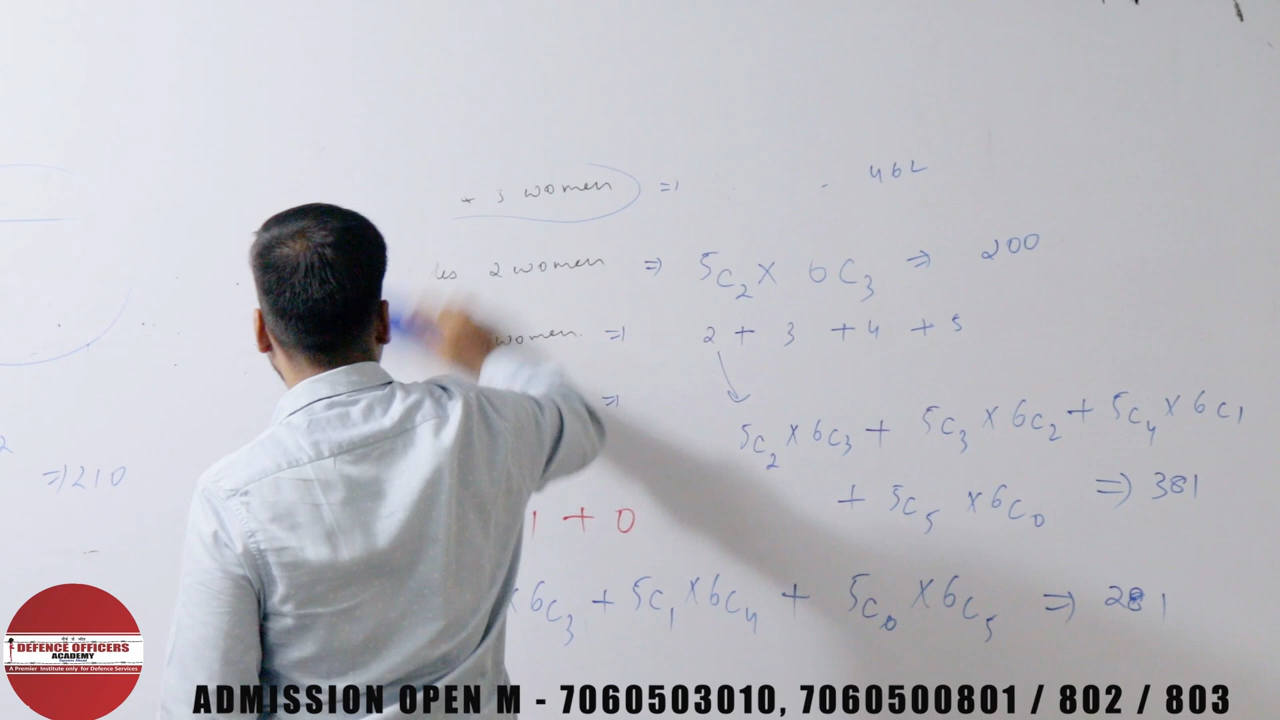 + 3 women => 462
les 2 women => 5C2 X 6C3 => 200
women. => 2 + 3 + 4 + 5
=>
5C2 X 6C3 + 5C3 X 6C2 + 5C4 X 6C1
+ 5C5 X 6C0 => 381
2
=> 210
1 + 0
X 6C3 + 5C1 X 6C4 + 5C0 X 6C5 => 281
DEFENCE OFFICERS
ACADEMY
A Premier Institute only for Defence Services
ADMISSION OPEN M - 7060503010, 7060500801 / 802 / 803